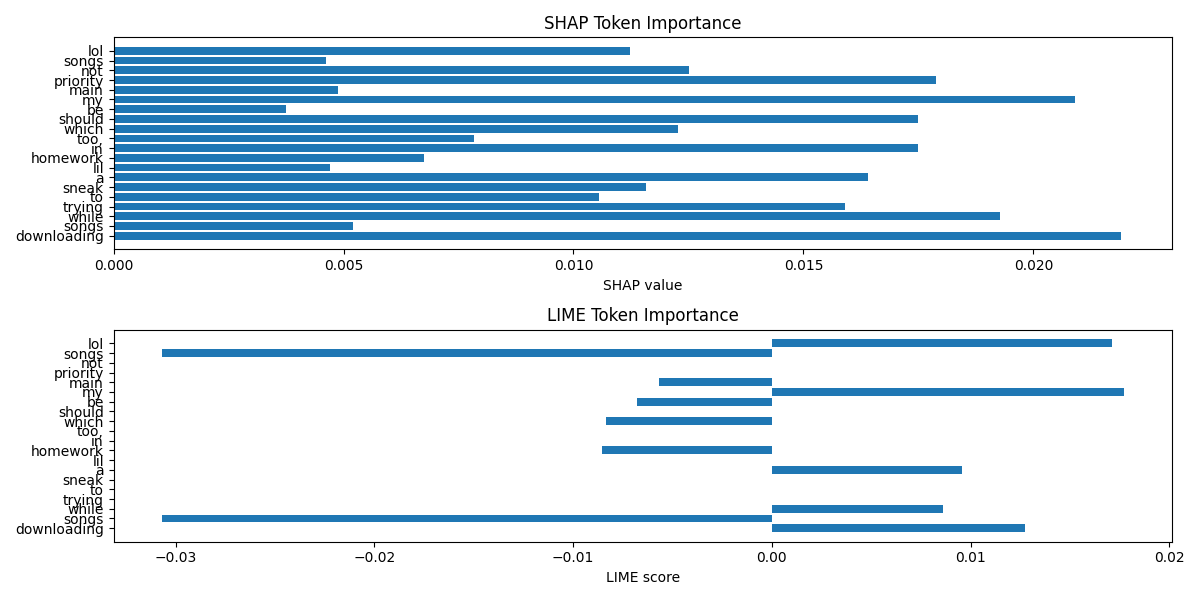 SHAP Token Importance
lol
songs
not
priority
main
my
be
should
which
too,
in
homework
lil
a
sneak
to
trying
while
songs
downloading
0.000 0.005 0.010 0.015 0.020
SHAP value
LIME Token Importance
lol
songs
not
priority
main
my
be
should
which
too,
in
homework
lil
a
sneak
to
trying
while
songs
downloading
−0.03 −0.02 −0.01 0.00 0.01 0.02
LIME score